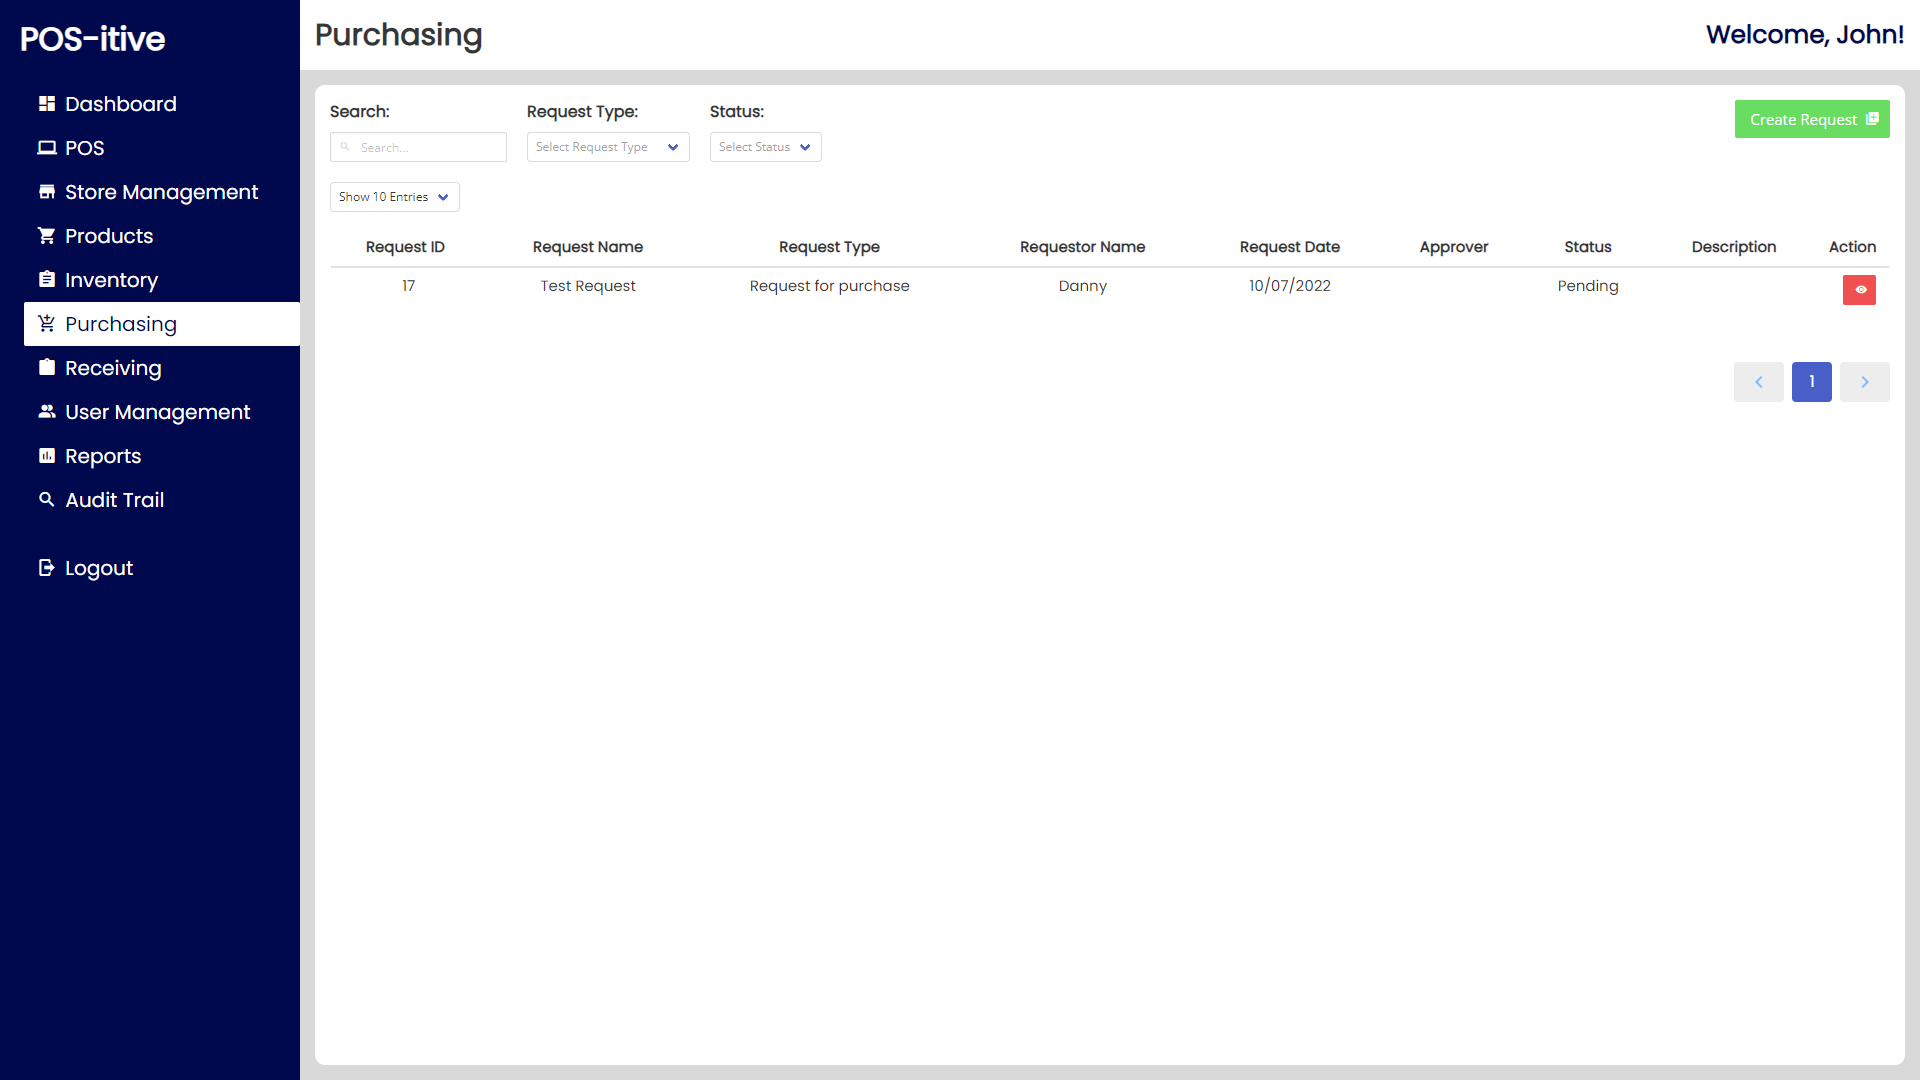 POS-itive
Dashboard
POS
Store Management
Products
Inventory
Purchasing
Receiving
User Management
Reports
Audit Trail
Logout
Purchasing
Welcome, John!
Search: Request Type: Status:
Search... Select Request Type Select Status
Create Request
Show 10 Entries
Request ID Request Name Request Type Requestor Name Request Date Approver Status Description Action
17 Test Request Request for purchase Danny 10/07/2022 Pending
1